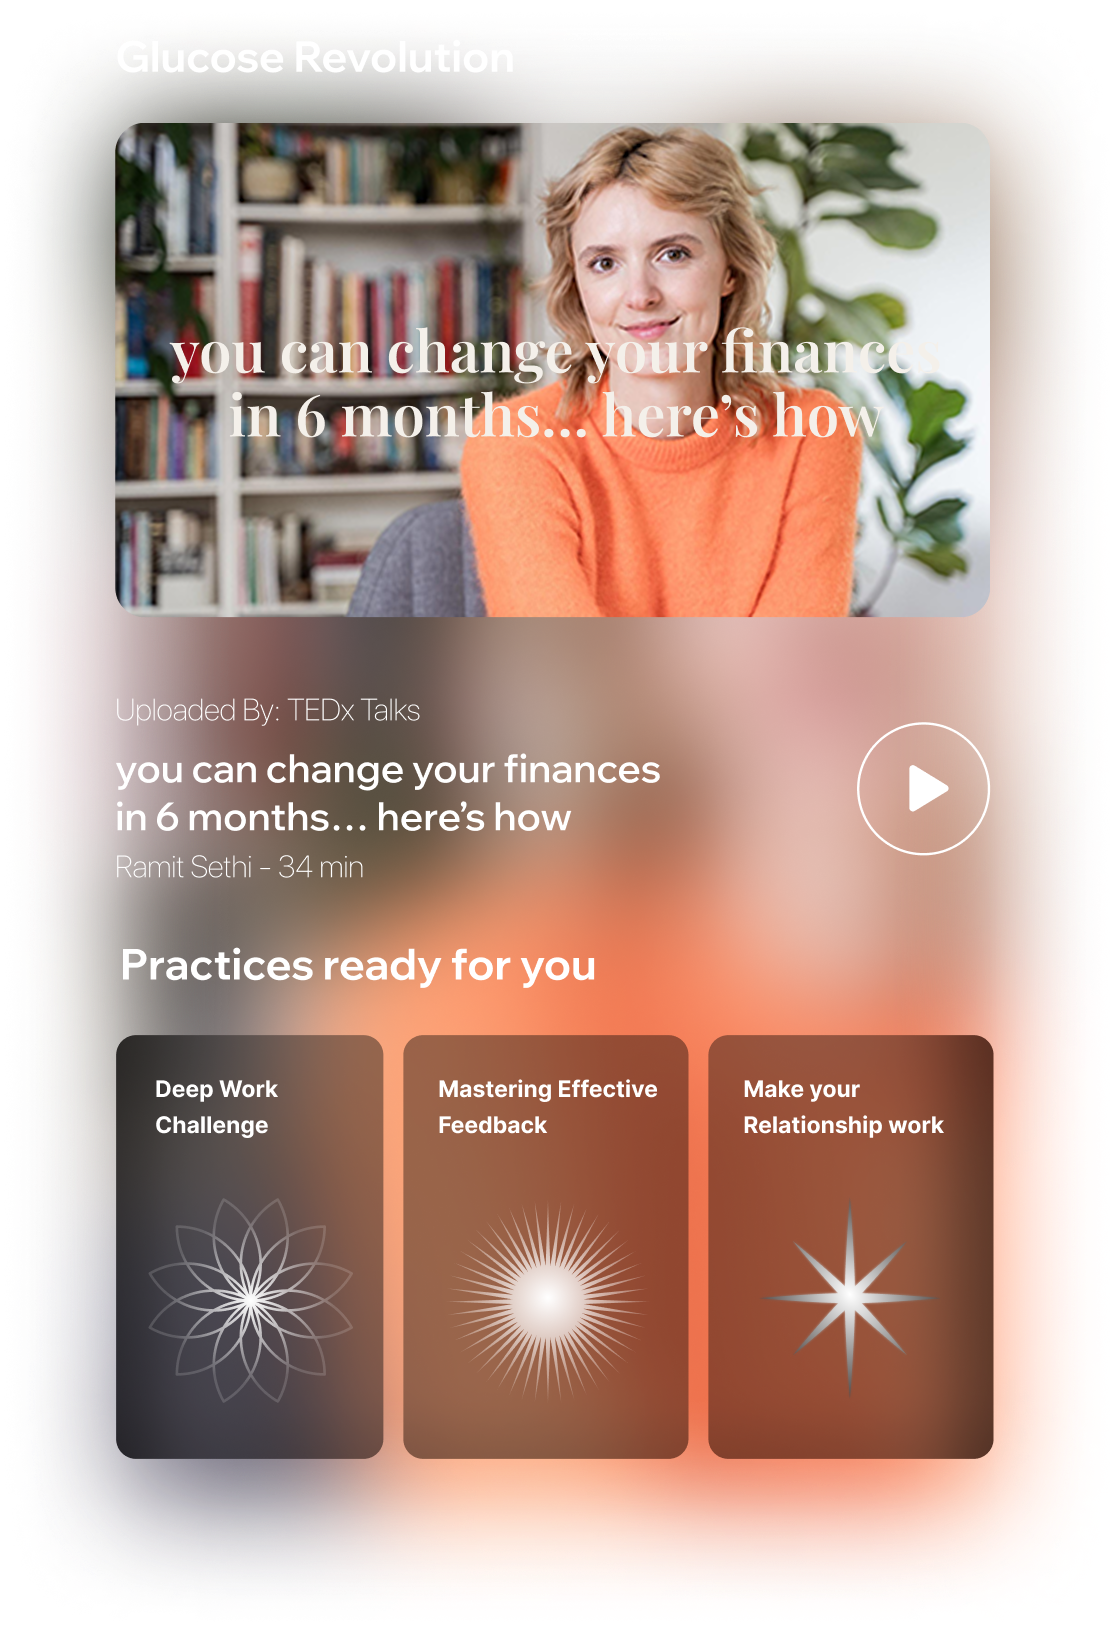 Glucose Revolution
you can change your finances
in 6 months... here's how
Uploaded By: TEDx Talks
you can change your finances
in 6 months... here's how
Ramit Sethi - 34 min
Practices ready for you
Deep Work
Challenge
Mastering Effective
Feedback
Make your
Relationship work